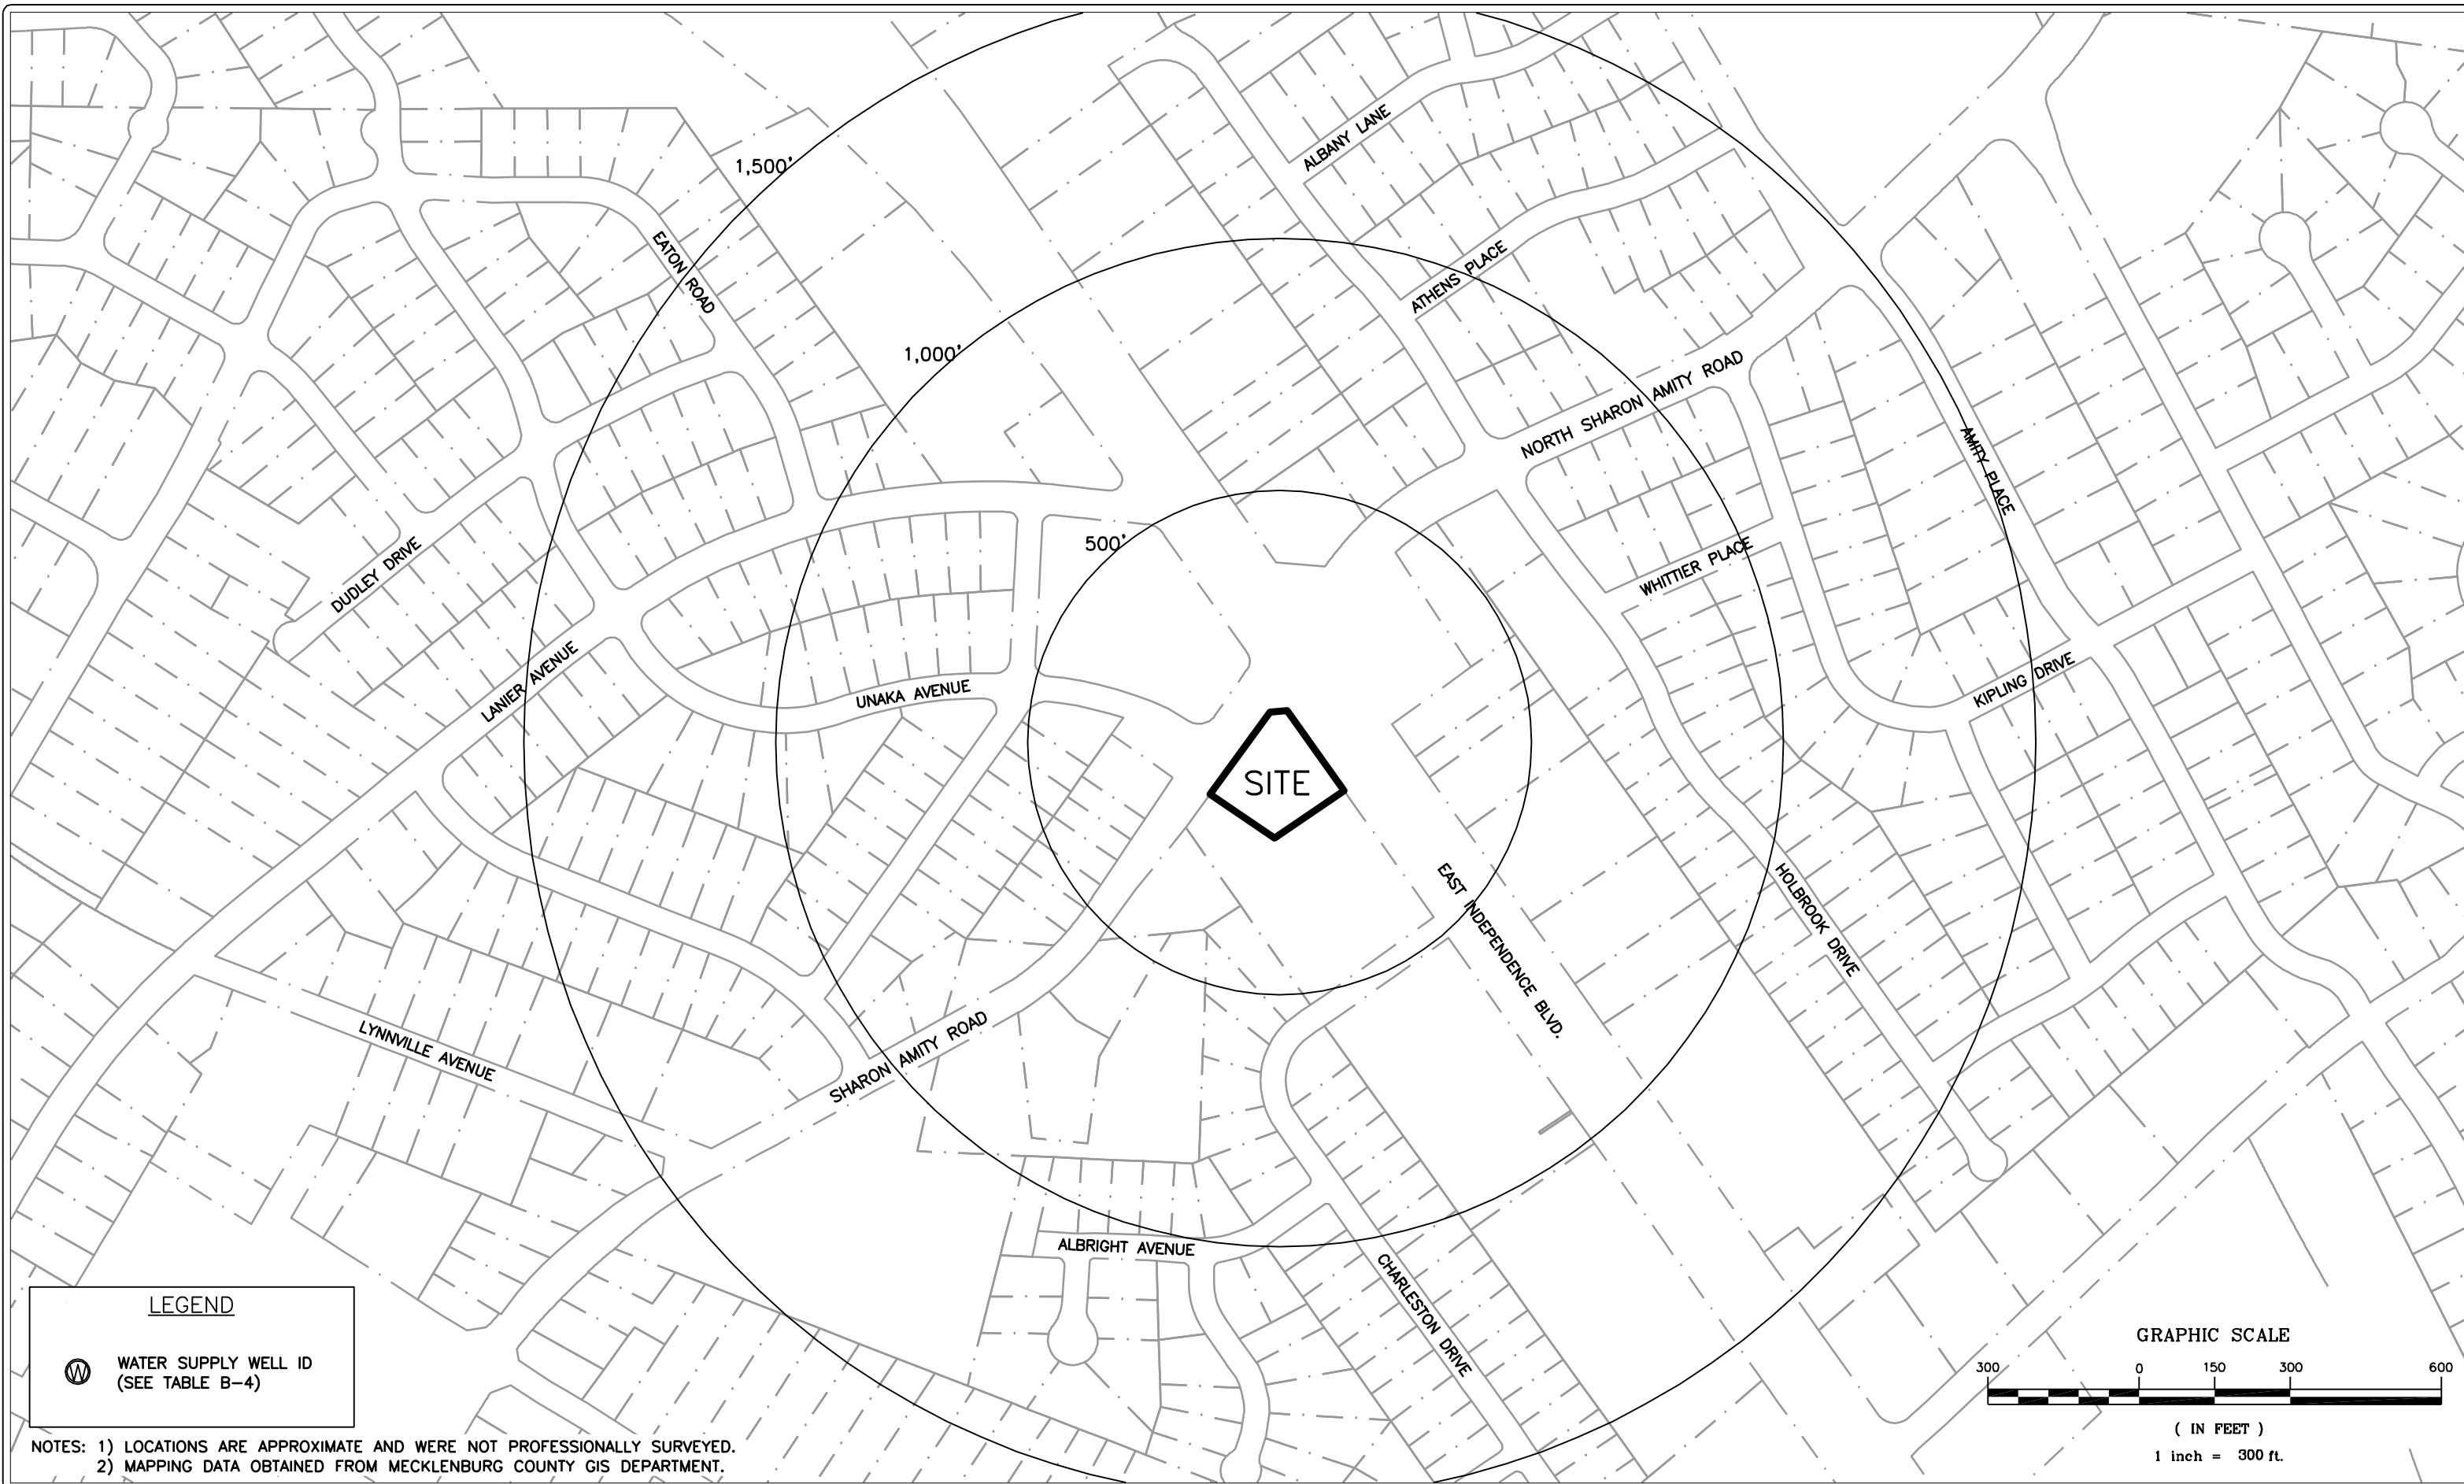 ALBANY LANE
1,500'
EATON ROAD
ATHENS PLACE
1,000'
NORTH SHARON AMITY ROAD
AMITY PLACE
500'
WHITTIER PLACE
DUDLEY DRIVE
LANIER AVENUE
UNAKA AVENUE
KIPLING DRIVE
SITE
EAST INDEPENDENCE BLVD.
HOLBROOK DRIVE
LYNNVILLE AVENUE
SHARON AMITY ROAD
ALBRIGHT AVENUE
CHARLESTON DRIVE
LEGEND
W WATER SUPPLY WELL ID
(SEE TABLE B-4)
NOTES: 1) LOCATIONS ARE APPROXIMATE AND WERE NOT PROFESSIONALLY SURVEYED.
2) MAPPING DATA OBTAINED FROM MECKLENBURG COUNTY GIS DEPARTMENT.
GRAPHIC SCALE
300 0 150 300 600
( IN FEET )
1 inch = 300 ft.